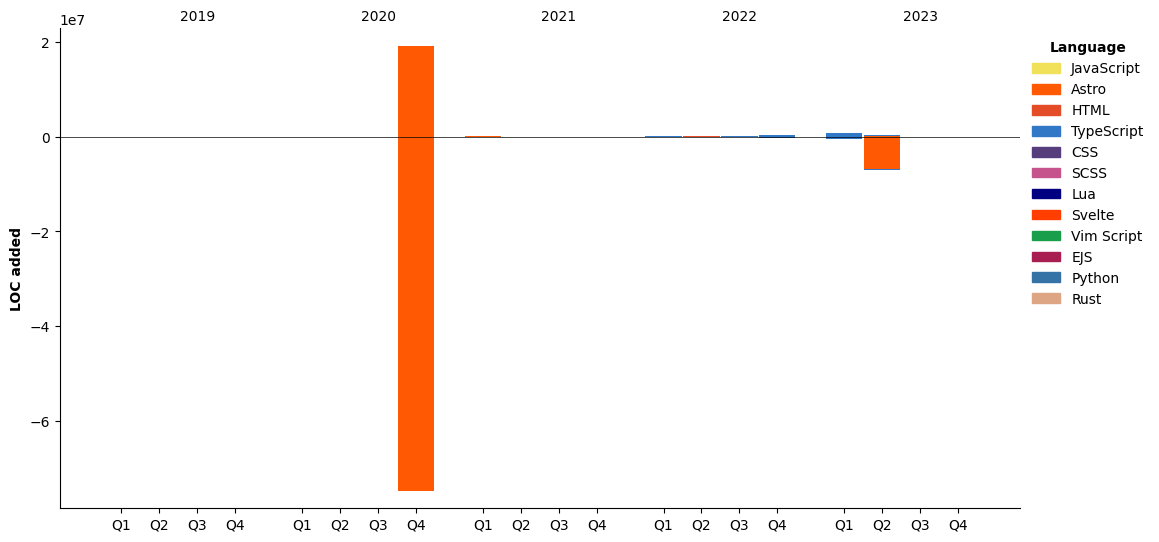 2019 2020 2021 2022 2023
1e7
2
0
−2
−4
−6
LOC added
Q1 Q2 Q3 Q4 Q1 Q2 Q3 Q4 Q1 Q2 Q3 Q4 Q1 Q2 Q3 Q4 Q1 Q2 Q3 Q4
Language
JavaScript
Astro
HTML
TypeScript
CSS
SCSS
Lua
Svelte
Vim Script
EJS
Python
Rust